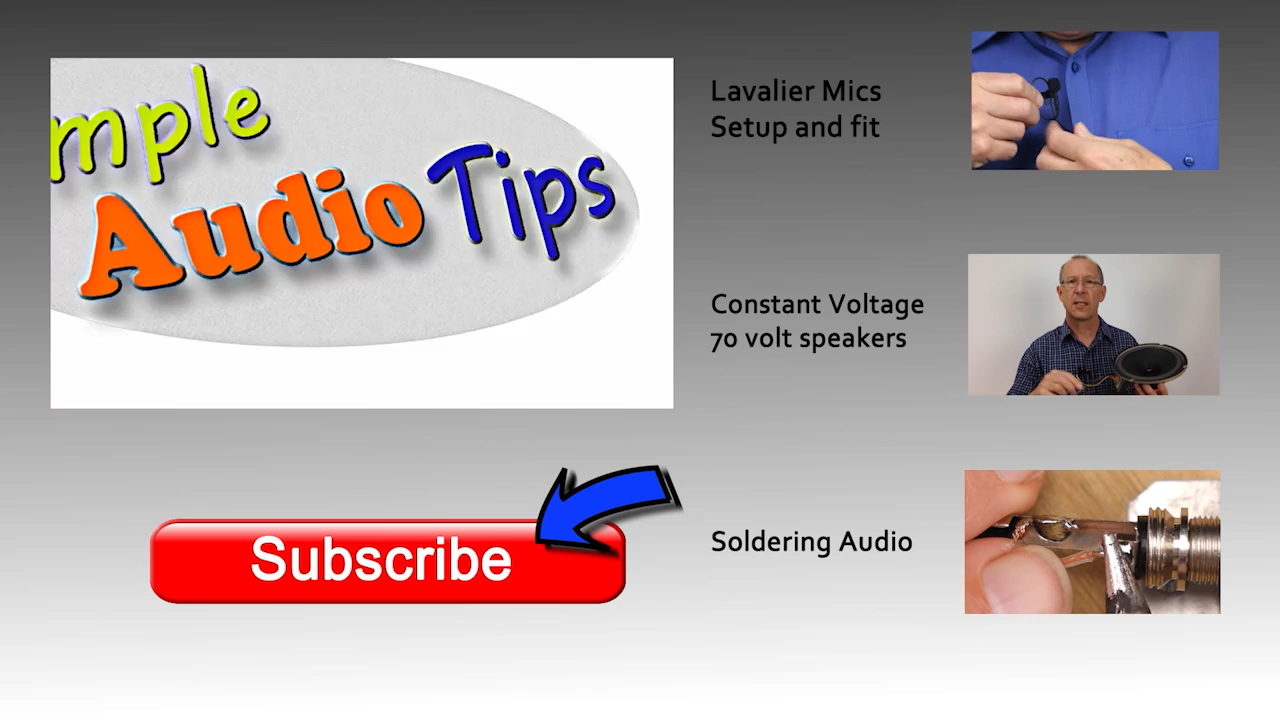 mple
Audio Tips
Lavalier Mics
Setup and fit
Constant Voltage
70 volt speakers
Soldering Audio
Subscribe